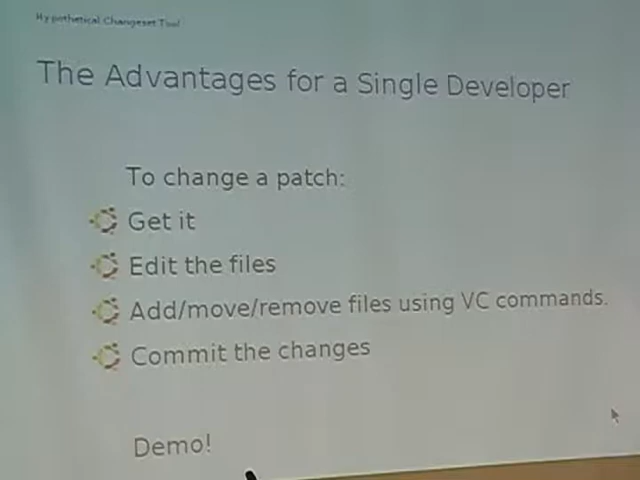 Hypothetical Changeset Tool
The Advantages for a Single Developer
To change a patch:
Get it
Edit the files
Add/move/remove files using VC commands.
Commit the changes
Demo!